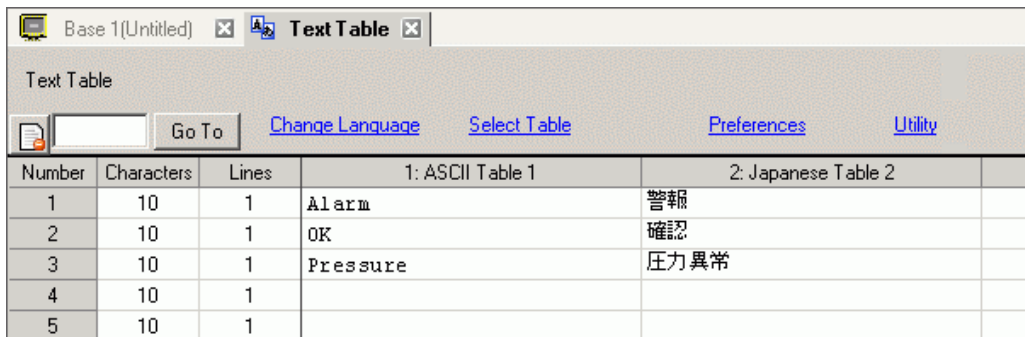 Base 1(Untitled) Text Table
Text Table
Go To Change Language Select Table Preferences Utility
Number Characters Lines 1: ASCII Table 1 2: Japanese Table 2
1 10 1 Alarm 警報
2 10 1 OK 確認
3 10 1 Pressure 圧力異常
4 10 1
5 10 1